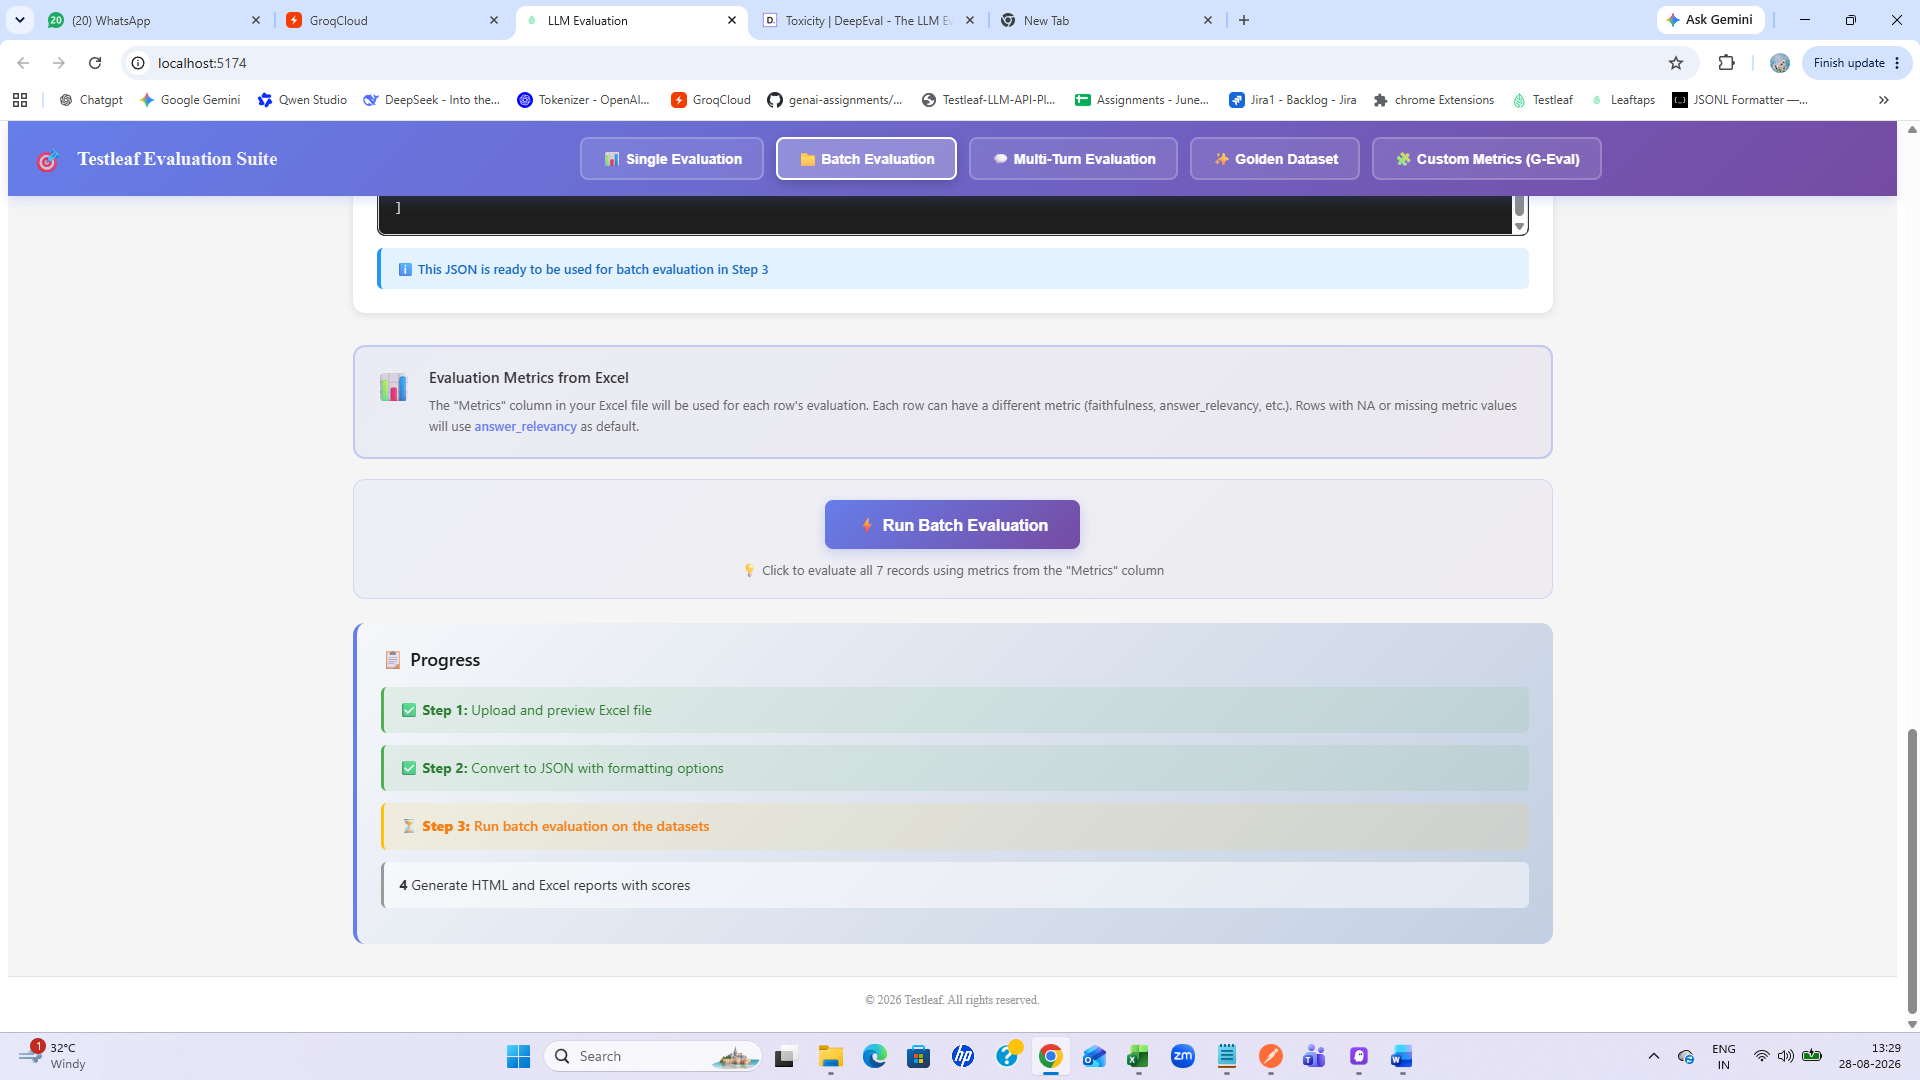 20
(20) WhatsApp
GroqCloud
LLM Evaluation
D.
Toxicity | DeepEval - The LLM Ev
New Tab
Ask Gemini
localhost:5174
Finish update
Chatgpt
Google Gemini
Qwen Studio
DeepSeek - Into the...
Tokenizer - OpenAI...
GroqCloud
genai-assignments/...
Testleaf-LLM-API-Pl...
Assignments - June...
Jira1 - Backlog - Jira
chrome Extensions
Testleaf
Leaftaps
JSONL Formatter —...
Testleaf Evaluation Suite
Single Evaluation
Batch Evaluation
Multi-Turn Evaluation
Golden Dataset
Custom Metrics (G-Eval)
]
This JSON is ready to be used for batch evaluation in Step 3
Evaluation Metrics from Excel
The "Metrics" column in your Excel file will be used for each row's evaluation. Each row can have a different metric (faithfulness, answer_relevancy, etc.). Rows with NA or missing metric values
will use answer_relevancy as default.
Run Batch Evaluation
Click to evaluate all 7 records using metrics from the "Metrics" column
Progress
Step 1: Upload and preview Excel file
Step 2: Convert to JSON with formatting options
Step 3: Run batch evaluation on the datasets
4 Generate HTML and Excel reports with scores
© 2026 Testleaf. All rights reserved.
1
32°C
Windy
Search
hp
zm
ENG
IN
13:29
28-08-2026